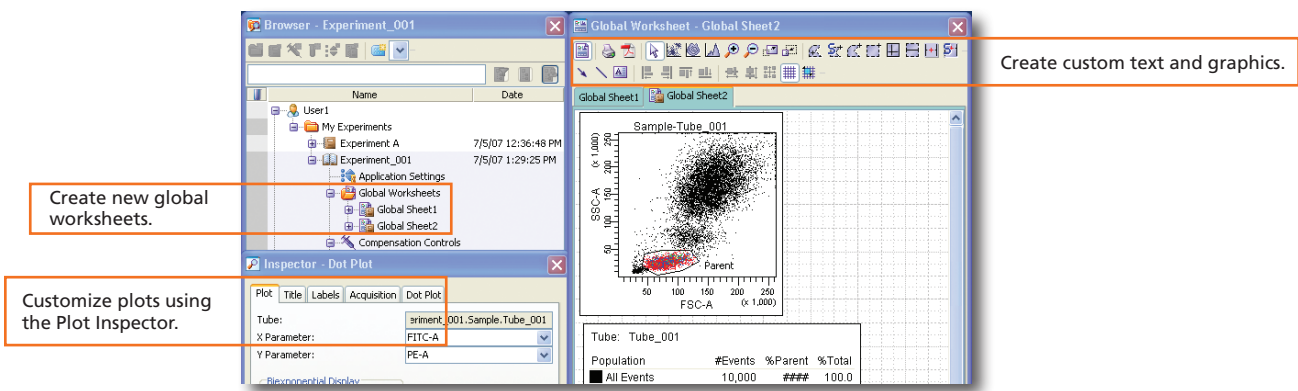 Browser - Experiment_001
Name Date
User1
My Experiments
Experiment A 7/5/07 12:36:48 PM
Experiment_001 7/5/07 1:29:25 PM
Application Settings
Global Worksheets
Global Sheet1
Global Sheet2
Compensation Controls
Create new global
worksheets.
Inspector - Dot Plot
Plot Title Labels Acquisition Dot Plot
Tube: eriment_001.Sample.Tube_001
X Parameter: FITC-A
Y Parameter: PE-A
Biexponential Display
Customize plots using
the Plot Inspector.
Global Worksheet - Global Sheet2
Create custom text and graphics.
Global Sheet1 Global Sheet2
Sample-Tube_001
SSC-A
(x 1,000)
250
200
150
100
50
Parent
50 100 150 200 250
FSC-A (x 1,000)
Tube: Tube_001
Population #Events %Parent %Total
All Events 10,000 #### 100.0